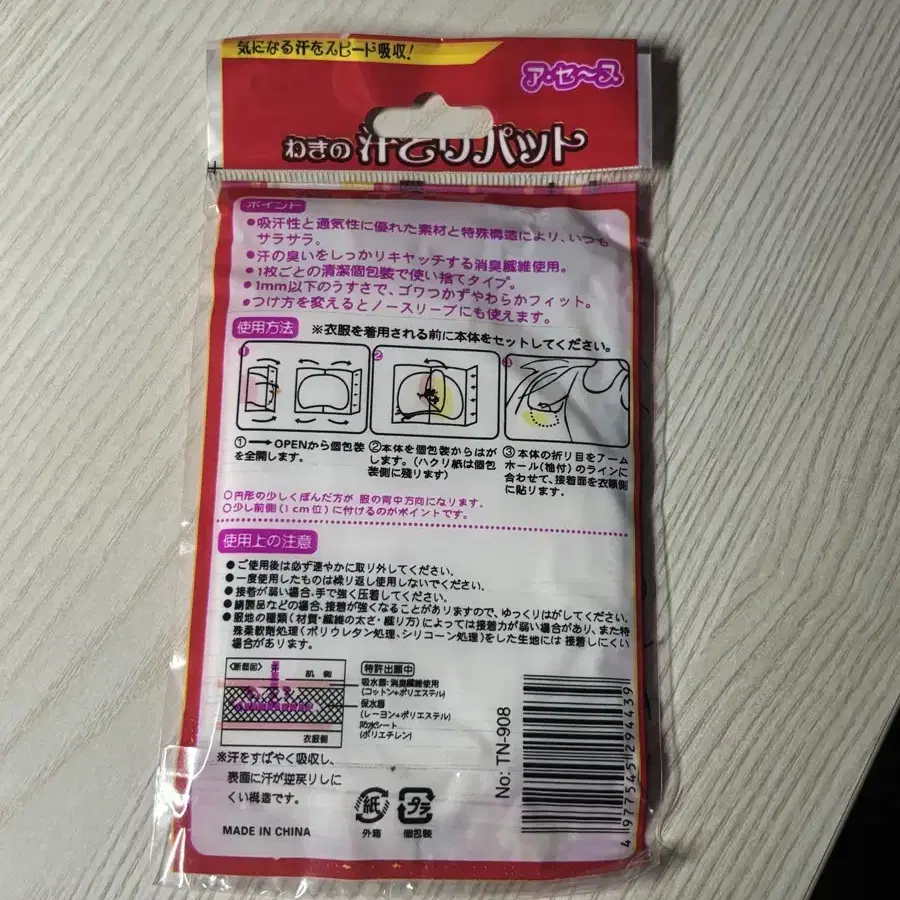 気になる汗をスピード吸収!
ア・セ〜ヌ
わきの汗とりパット
ポイント
●吸汗性と通気性に優れた素材と特殊構造により、いつも
サラサラ。
●汗の臭いをしっかりキャッチする消臭繊維使用。
●1枚ごとの清潔個包装で使い捨てタイプ。
●1mm以下のうすさで、ゴワつかずやわらかフィット。
●つけ方を変えるとノースリーブにも使えます。
使用方法
※衣服を着用される前に本体をセットしてください。
①→OPENから個包装
を全開します。
②本体を個包装からはが
します。(ハクリ紙は個包
装側に残ります)
③本体の折り目をアーム
ホール(袖付)のラインに
合わせて、接着面を衣類側
に貼ります。
○円形の少しくぼんだ方が 服の背中方向になります。
○少し前側(1cm位)に付けるのがポイントです。
使用上の注意
●ご使用後は必ず速やかに取り外してください。
●一度使用したものは繰り返し使用しないでください。
●接着が弱い場合、手で強く圧着してください。
●絹製品などの場合、接着が強くなることがありますので、ゆっくりはがしてください。
●服地の種類(材質・繊維の太さ・織り方)によっては接着力が弱い場合があり、また特
殊柔軟剤処理(ポリウレタン処理、シリコーン処理)をした生地には接着しにくい
場合があります。
〈断面図〉
肌側
衣服側
特許出願中
吸水層:消臭繊維使用
(コットン+ポリエステル)
保水層
(レーヨン+ポリエステル)
防水シート
(ポリエチレン)
※汗をすばやく吸収し、
表面に汗が逆戻りしに
くい構造です。
MADE IN CHINA
紙
外箱
プラ
個包装
No: TN-908
4977545294439